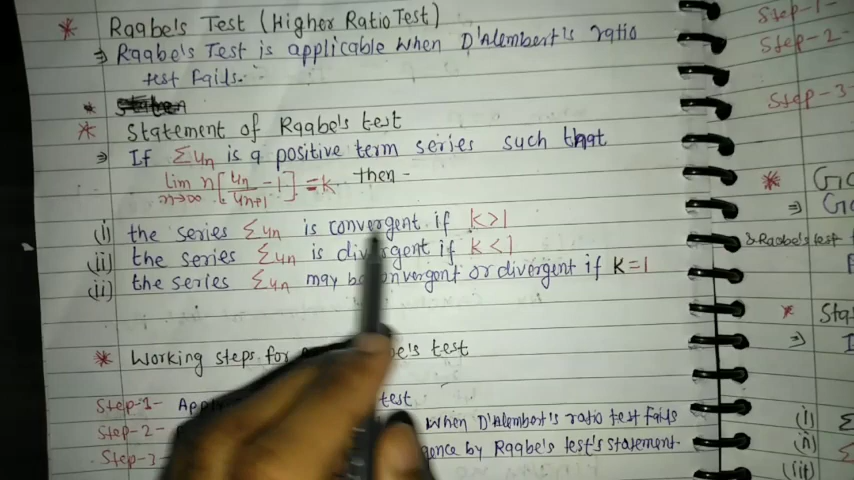 * Raabe's Test (Higher Ratio Test)
⇒ Raabe's Test is applicable when D'Alembert's ratio
test fails.
*
* Statement of Raabe's test
⇒ If Σuₙ is a positive term series such that
lim n→∞ n[uₙ/uₙ₊₁ - 1] = k then -
(i) the series Σuₙ is convergent if k>1
(ii) the series Σuₙ is divergent if k<1
(ii) the series Σuₙ may be convergent or divergent if k=1
* Working steps for Raabe's test
Step-1- test
Step-2- when D'Alembert's ratio test fails
Step-3- by Raabe's test's statement.
Step-1-
Step-2-
Step-3
*
⇒
& Raabe's test
*
⇒
(i)
(ii)
(iii)